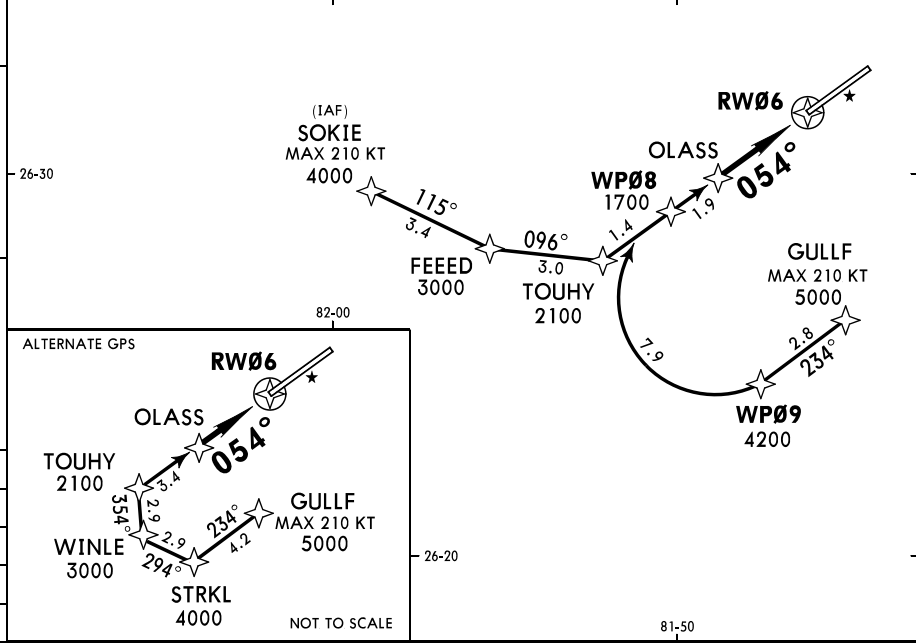 RWØ6
(IAF)
SOKIE
MAX 210 KT
4000
OLASS
054°
26-30
WPØ8
1700
115°
3.4
1.9
1.4
096°
3.0
FEEED
3000
TOUHY
2100
GULLF
MAX 210 KT
5000
82-00
7.9
2.8
234°
WPØ9
4200
ALTERNATE GPS
RWØ6
OLASS
054°
TOUHY
2100
3.4
354°
2.9
WINLE
3000
2.9
294°
234°
4.2
GULLF
MAX 210 KT
5000
STRKL
4000
NOT TO SCALE
26-20
81-50